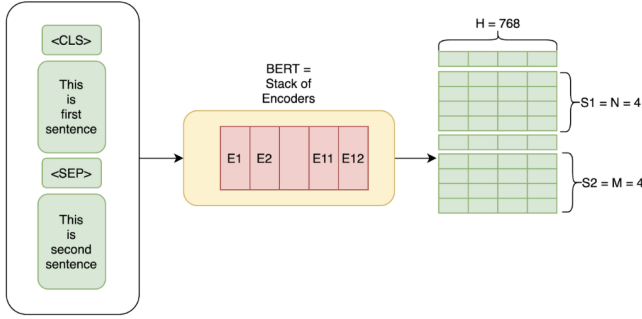 <CLS>
This
is
first
sentence
<SEP>
This
is
second
sentence
BERT =
Stack of
Encoders
E1 E2 E11 E12
H = 768
S1 = N = 4
S2 = M = 4